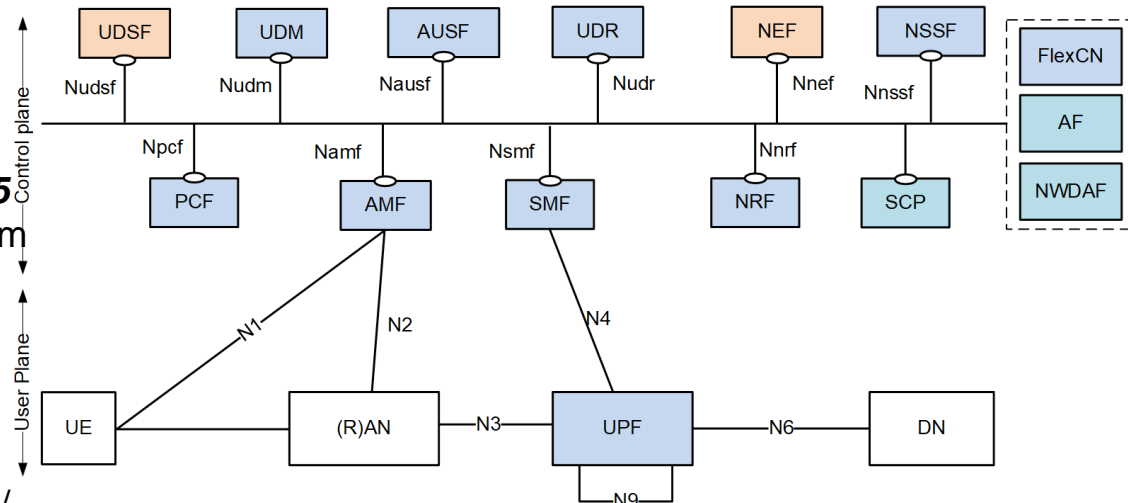 UDSF
UDM
AUSF
UDR
NEF
NSSF
FlexCN
Nudsf
Nudm
Nausf
Nudr
Nnef
Nnssf
AF
Control plane
Npcf
Namf
Nsmf
Nnrf
NWDAF
5
m
PCF
AMF
SMF
NRF
SCP
N1
N2
N4
User Plane
UE
(R)AN
N3
UPF
N6
DN
N9
/